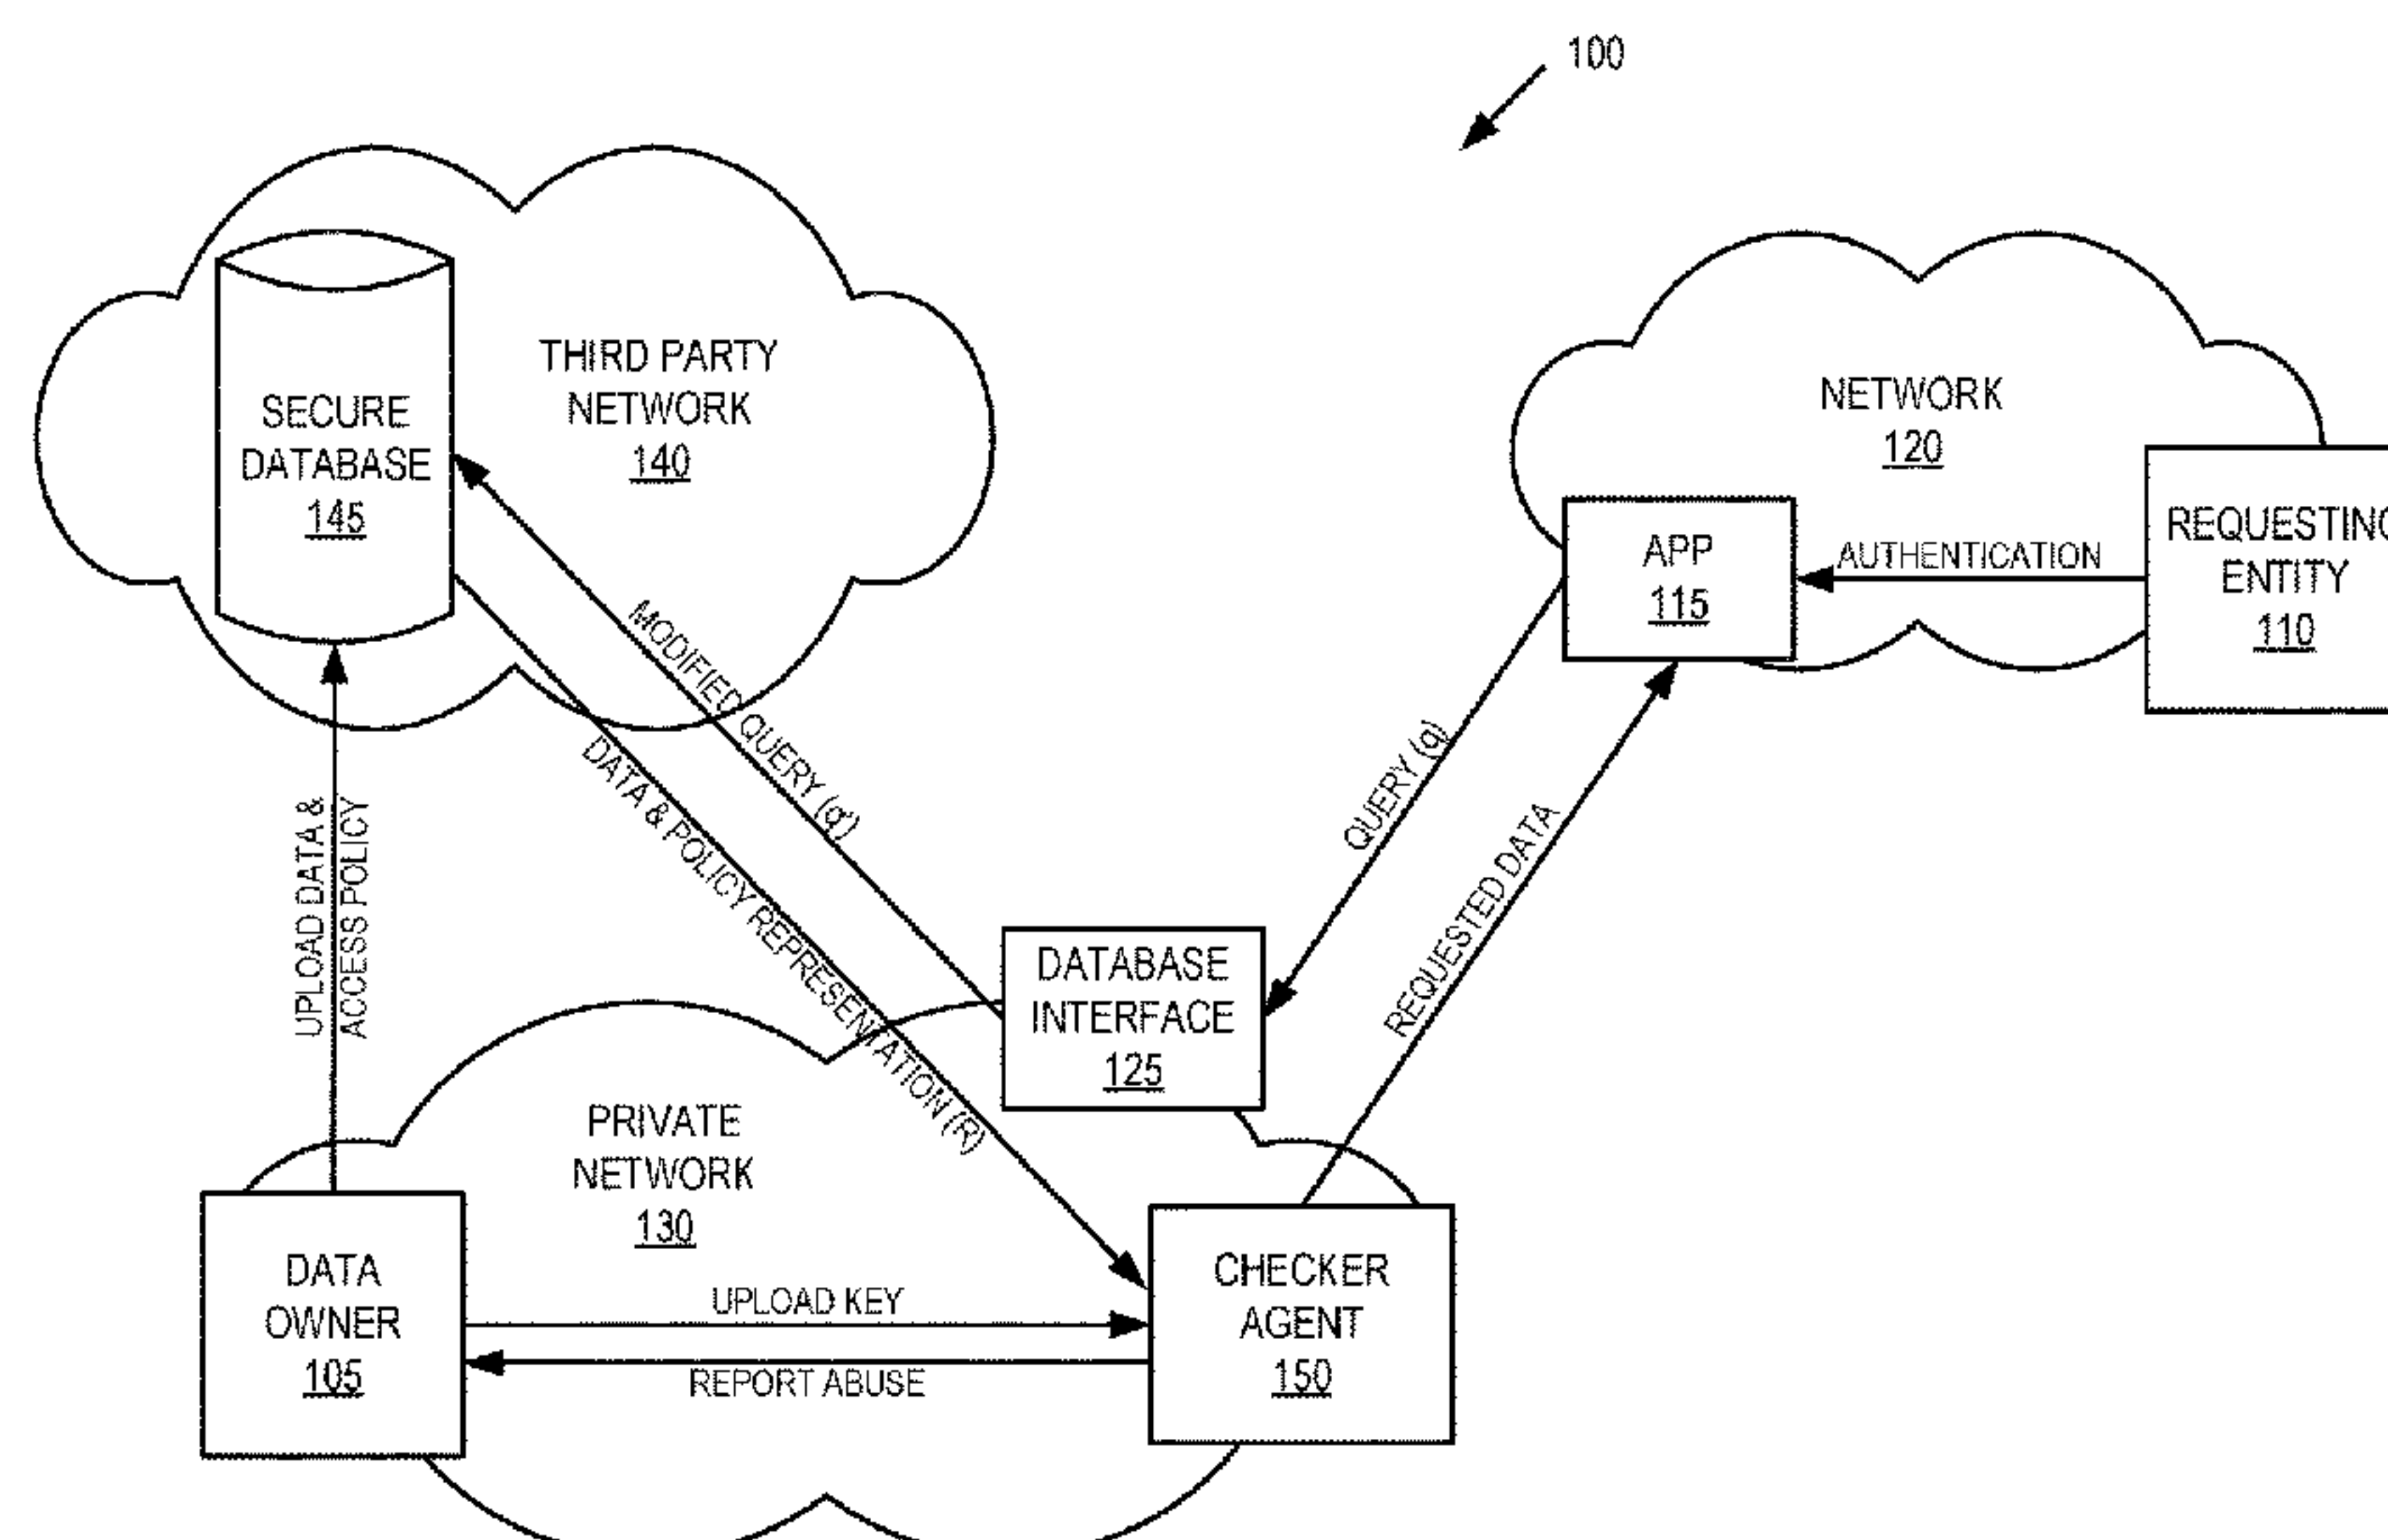 100
THIRD PARTY
NETWORK
140
SECURE
DATABASE
145
NETWORK
120
APP
115
AUTHENTICATION
REQUESTING
ENTITY
110
MODIFIED QUERY (q')
DATA & POLICY REPRESENTATION (R)
QUERY (q)
REQUESTED DATA
UPLOAD DATA &
ACCESS POLICY
DATABASE
INTERFACE
125
PRIVATE
NETWORK
130
DATA
OWNER
105
UPLOAD KEY
REPORT ABUSE
CHECKER
AGENT
150